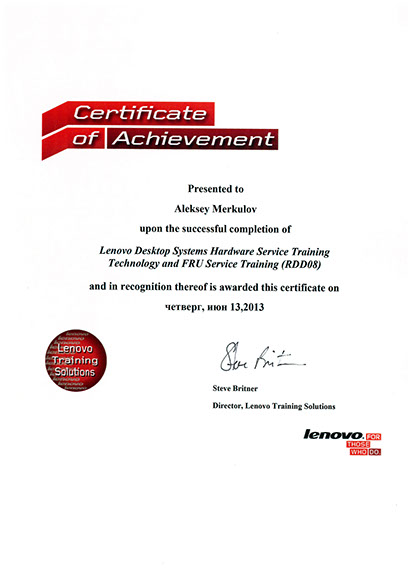 Certificate
of Achievement
Presented to
Aleksey Merkulov
upon the successful completion of
Lenovo Desktop Systems Hardware Service Training
Technology and FRU Service Training (RDD08)
and in recognition thereof is awarded this certificate on
четверг, июн 13,2013
Lenovo
Training
Solutions
Steve Britner
Steve Britner
Director, Lenovo Training Solutions
lenovo. FOR
THOSE
WHO DO.